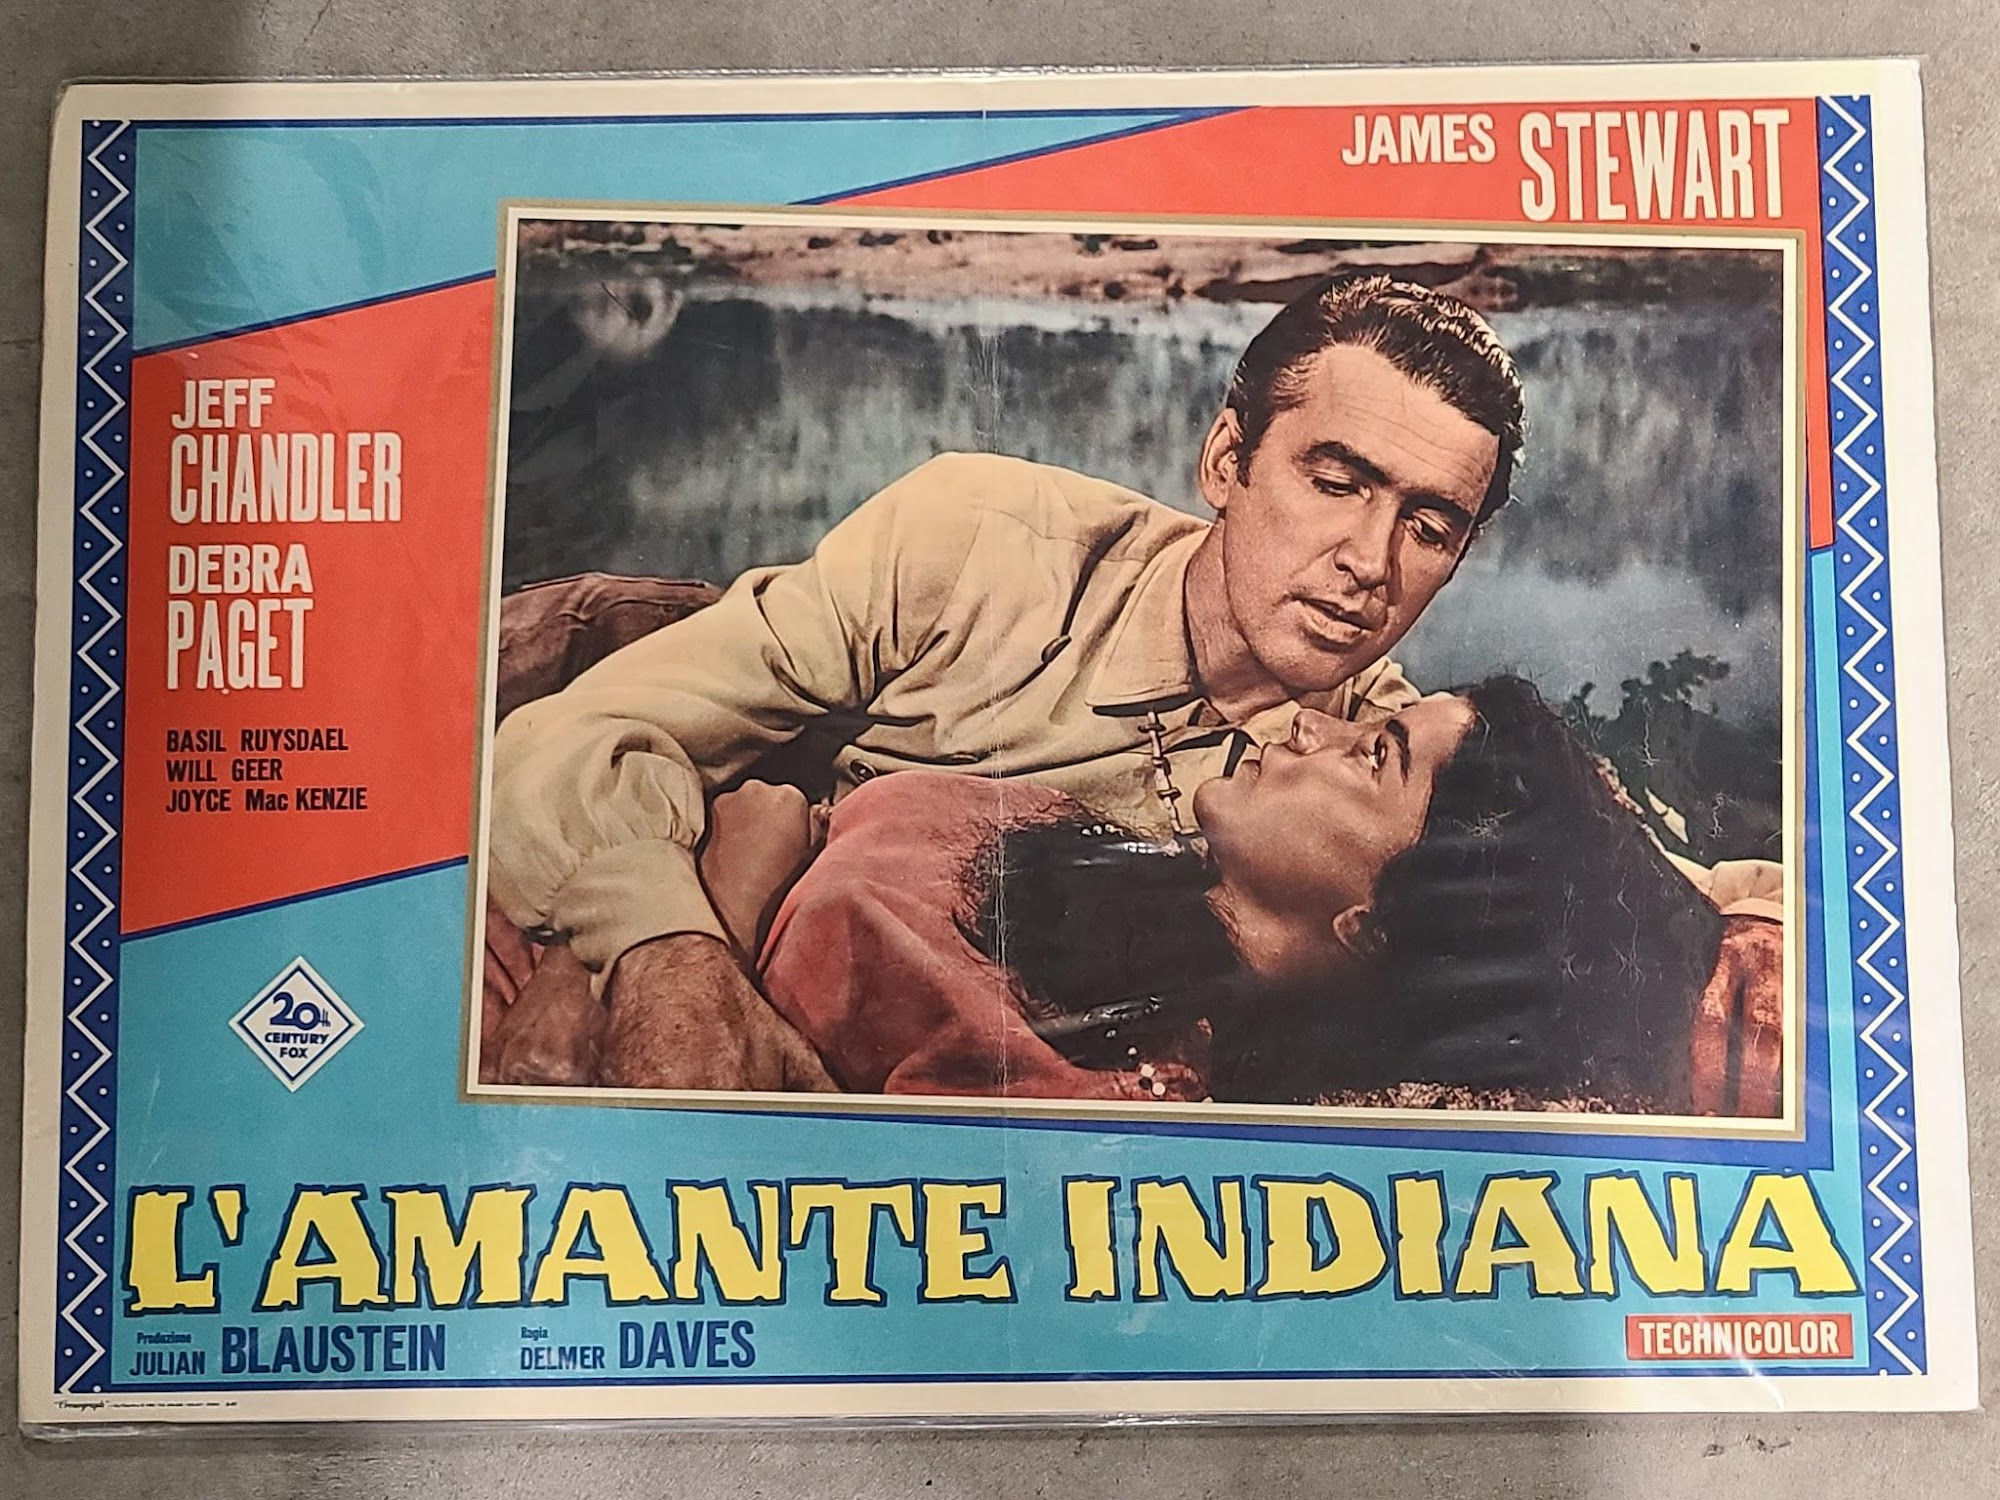 JAMES STEWART
JEFF
CHANDLER
DEBRA
PAGET
BASIL RUYSDAEL
WILL GEER
JOYCE Mac KENZIE
20th
CENTURY
FOX
L'AMANTE INDIANA
Produzione
JULIAN BLAUSTEIN
Regia
DELMER DAVES
TECHNICOLOR